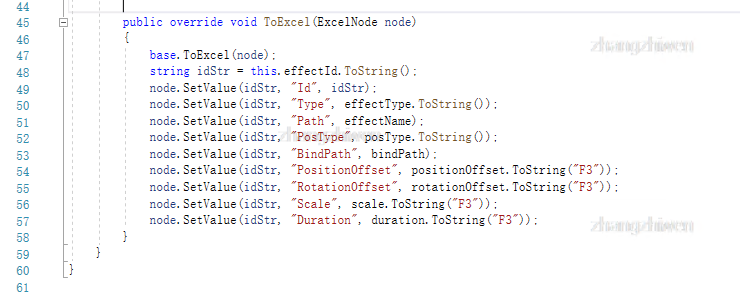 44
45 public override void ToExcel(ExcelNode node)
46 {
47 base.ToExcel(node);
48 string idStr = this.effectId.ToString();
49 node.SetValue(idStr, "Id", idStr);
50 node.SetValue(idStr, "Type", effectType.ToString());
51 node.SetValue(idStr, "Path", effectName);
52 node.SetValue(idStr, "PosType", posType.ToString());
53 node.SetValue(idStr, "BindPath", bindPath);
54 node.SetValue(idStr, "PositionOffset", positionOffset.ToString("F3"));
55 node.SetValue(idStr, "RotationOffset", rotationOffset.ToString("F3"));
56 node.SetValue(idStr, "Scale", scale.ToString("F3"));
57 node.SetValue(idStr, "Duration", duration.ToString("F3"));
58 }
59 }
60 }
61
zhangzhiwen
zhangzhiwen
zhangzhiwen